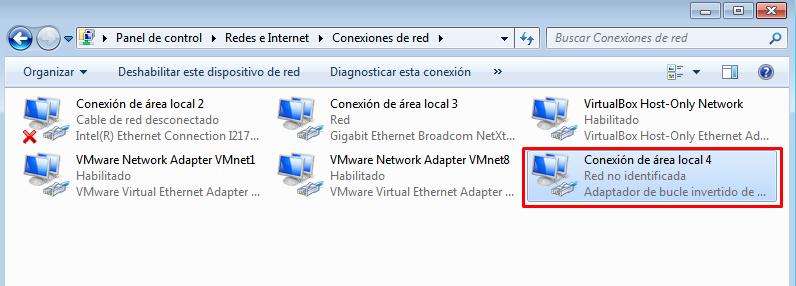 Panel de control ▸ Redes e Internet ▸ Conexiones de red ▸
Buscar Conexiones de red
Organizar ▾ Deshabilitar este dispositivo de red Diagnosticar esta conexión »
Conexión de área local 2
Cable de red desconectado
Intel(R) Ethernet Connection I217...
Conexión de área local 3
Red
Gigabit Ethernet Broadcom NetXt...
VirtualBox Host-Only Network
Habilitado
VirtualBox Host-Only Ethernet Ad...
VMware Network Adapter VMnet1
Habilitado
VMware Virtual Ethernet Adapter ...
VMware Network Adapter VMnet8
Habilitado
VMware Virtual Ethernet Adapter ...
Conexión de área local 4
Red no identificada
Adaptador de bucle invertido de ...